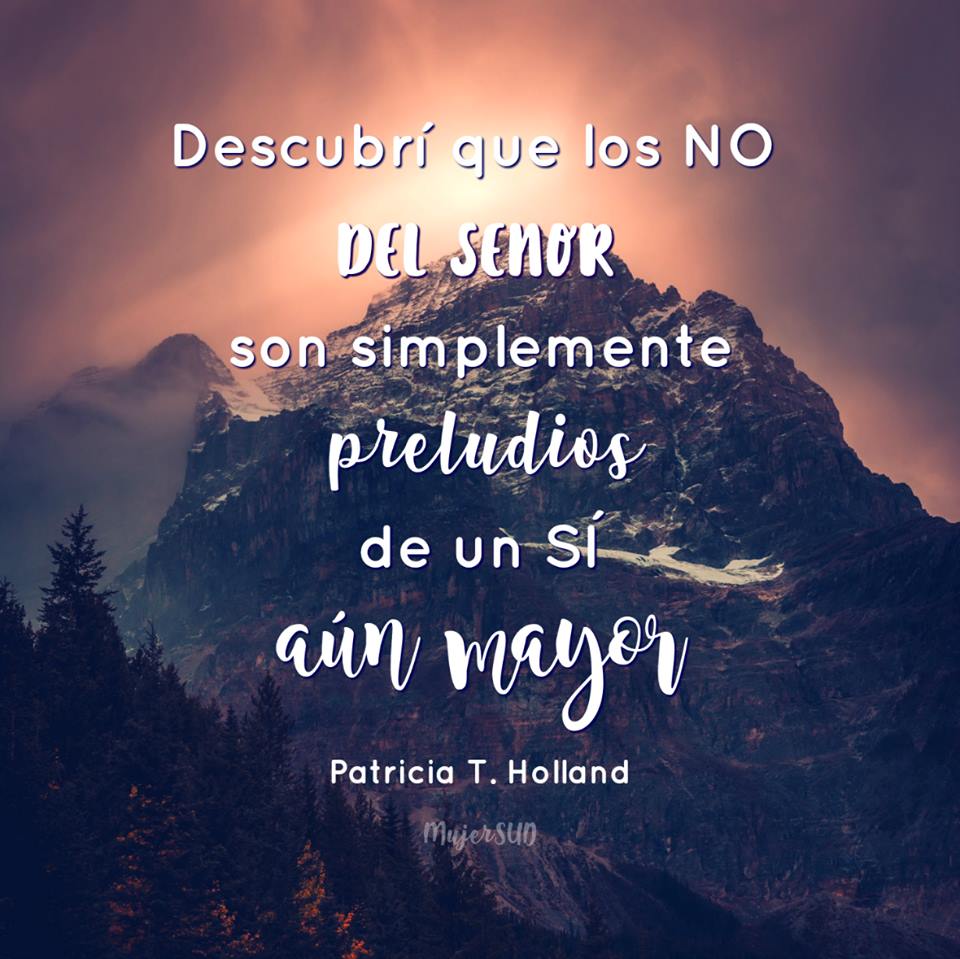 Descubrí que los NO
DEL SENOR
son simplemente
preludios
de un SÍ
aún mayor
Patricia T. Holland
MujerSUD